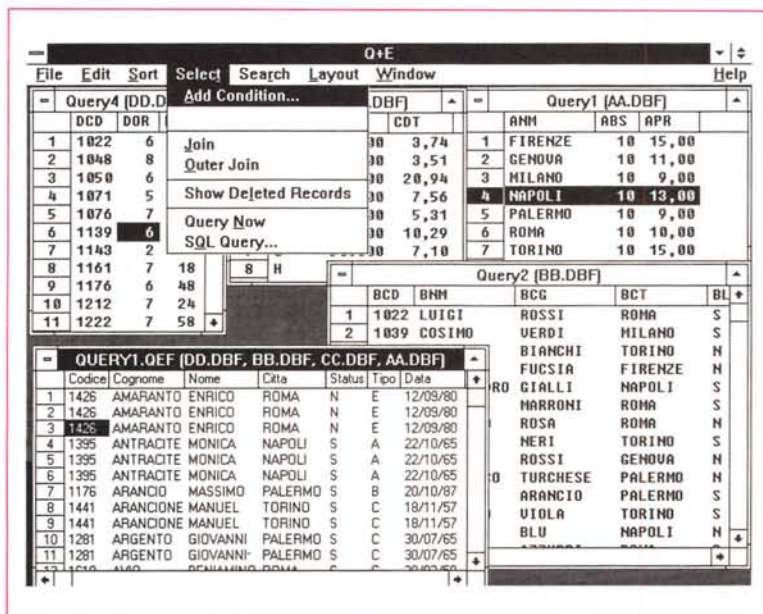 Q+E
File Edit Sort Select Search Layout Window Help
Add Condition...
Join
Outer Join
Show Deleted Records
Query Now
SQL Query...
Query4 (DD.D
DCD DOR
1 1022 6
2 1048 8
3 1050 6
4 1071 5
5 1076 7
6 1139 6
7 1143 2
8 1161 7 18
9 1176 6 48
10 1212 7 24
11 1222 7 58
.DBF)
CDT
00 3,74
00 3,51
00 20,94
00 7,56
00 5,31
00 10,29
00 7,10
8 H
Query1 (AA.DBF)
ANM ABS APR
1 FIRENZE 10 15,00
2 GENOVA 10 11,00
3 MILANO 10 9,00
4 NAPOLI 10 13,00
5 PALERMO 10 9,00
6 ROMA 10 10,00
7 TORINO 10 15,00
Query2 (BB.DBF)
BCD BNM BCG BCT BL
1 1022 LUIGI ROSSI ROMA S
2 1039 COSIMO VERDI MILANO S
BIANCHI TORINO N
FUCSIA FIRENZE N
RO GIALLI NAPOLI S
MARRONI ROMA S
ROSA ROMA N
NERI TORINO S
ROSSI GENOVA N
O TURCHESE PALERMO N
ARANCIO PALERMO S
VIOLA TORINO S
BLU NAPOLI N
QUERY1.QEF (DD.DBF, BB.DBF, CC.DBF, AA.DBF)
Codice Cognome Nome Citta Status Tipo Data
1 1426 AMARANTO ENRICO ROMA N E 12/09/80
2 1426 AMARANTO ENRICO ROMA N E 12/09/80
3 1426 AMARANTO ENRICO ROMA N E 12/09/80
4 1395 ANTRACITE MONICA NAPOLI S A 22/10/65
5 1395 ANTRACITE MONICA NAPOLI S A 22/10/65
6 1395 ANTRACITE MONICA NAPOLI S A 22/10/65
7 1176 ARANCIO MASSIMO PALERMO S B 20/10/87
8 1441 ARANCIONE MANUEL TORINO S C 18/11/57
9 1441 ARANCIONE MANUEL TORINO S C 18/11/57
10 1281 ARGENTO GIOVANNI PALERMO S C 30/07/65
11 1281 ARGENTO GIOVANNI- PALERMO S C 30/07/65